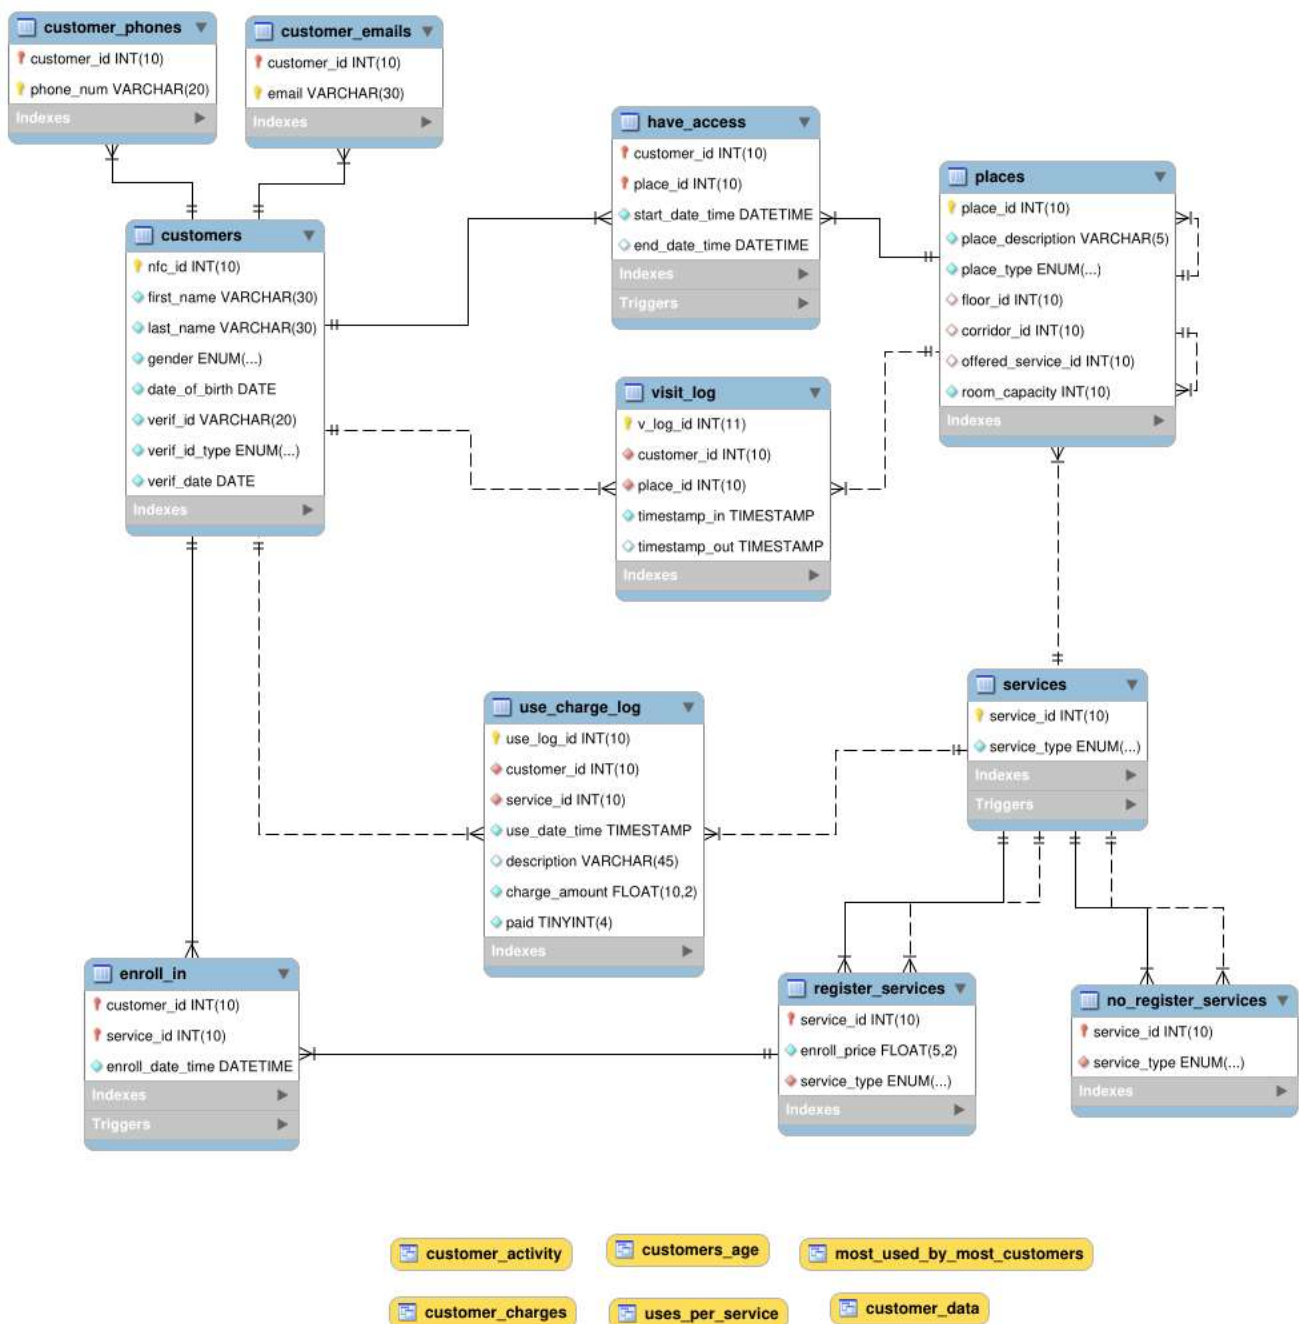 customer_phones
customer_id INT(10)
phone_num VARCHAR(20)
Indexes
customer_emails
customer_id INT(10)
email VARCHAR(30)
Indexes
have_access
customer_id INT(10)
place_id INT(10)
start_date_time DATETIME
end_date_time DATETIME
Indexes
Triggers
places
place_id INT(10)
place_description VARCHAR(5)
place_type ENUM(...)
floor_id INT(10)
corridor_id INT(10)
offered_service_id INT(10)
room_capacity INT(10)
Indexes
customers
nfc_id INT(10)
first_name VARCHAR(30)
last_name VARCHAR(30)
gender ENUM(...)
date_of_birth DATE
verif_id VARCHAR(20)
verif_id_type ENUM(...)
verif_date DATE
Indexes
visit_log
v_log_id INT(11)
customer_id INT(10)
place_id INT(10)
timestamp_in TIMESTAMP
timestamp_out TIMESTAMP
Indexes
services
service_id INT(10)
service_type ENUM(...)
Indexes
Triggers
use_charge_log
use_log_id INT(10)
customer_id INT(10)
service_id INT(10)
use_date_time TIMESTAMP
description VARCHAR(45)
charge_amount FLOAT(10,2)
paid TINYINT(4)
Indexes
enroll_in
customer_id INT(10)
service_id INT(10)
enroll_date_time DATETIME
Indexes
Triggers
register_services
service_id INT(10)
enroll_price FLOAT(5,2)
service_type ENUM(...)
Indexes
no_register_services
service_id INT(10)
service_type ENUM(...)
Indexes
customer_activity
customers_age
most_used_by_most_customers
customer_charges
uses_per_service
customer_data